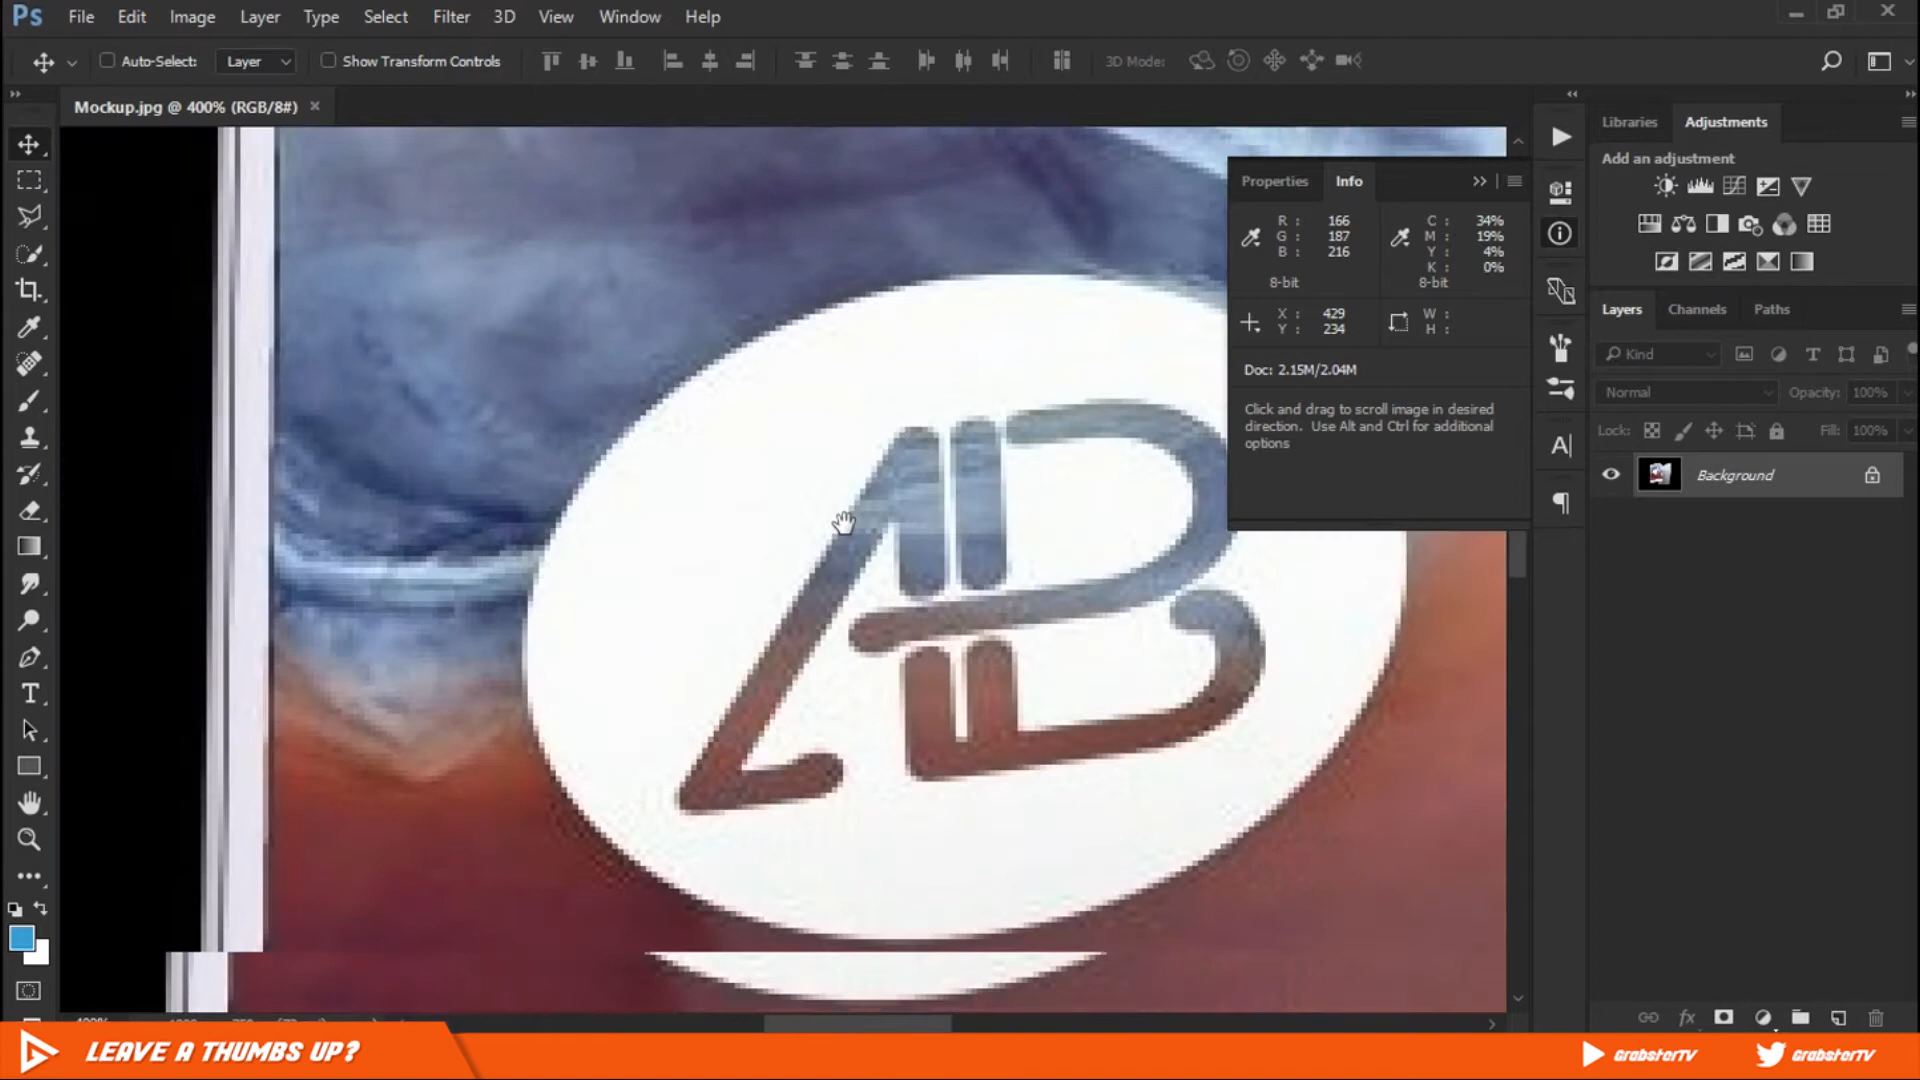 Ps File Edit Image Layer Type Select Filter 3D View Window Help
Auto-Select: Layer Show Transform Controls 3D Mode:
Mockup.jpg @ 400% (RGB/8#) ×
Libraries Adjustments
Add an adjustment
Properties Info
R : 166 C : 34%
G : 187 M : 19%
B : 216 Y : 4%
K : 0%
8-bit 8-bit
X : 429 W :
Y : 234 H :
Doc: 2.15M/2.04M
Click and drag to scroll image in desired
direction. Use Alt and Ctrl for additional
options
Layers Channels Paths
Kind
Normal Opacity: 100%
Lock: Fill: 100%
Background
AB
LEAVE A THUMBS UP?
GrabsterTV GrabsterTV